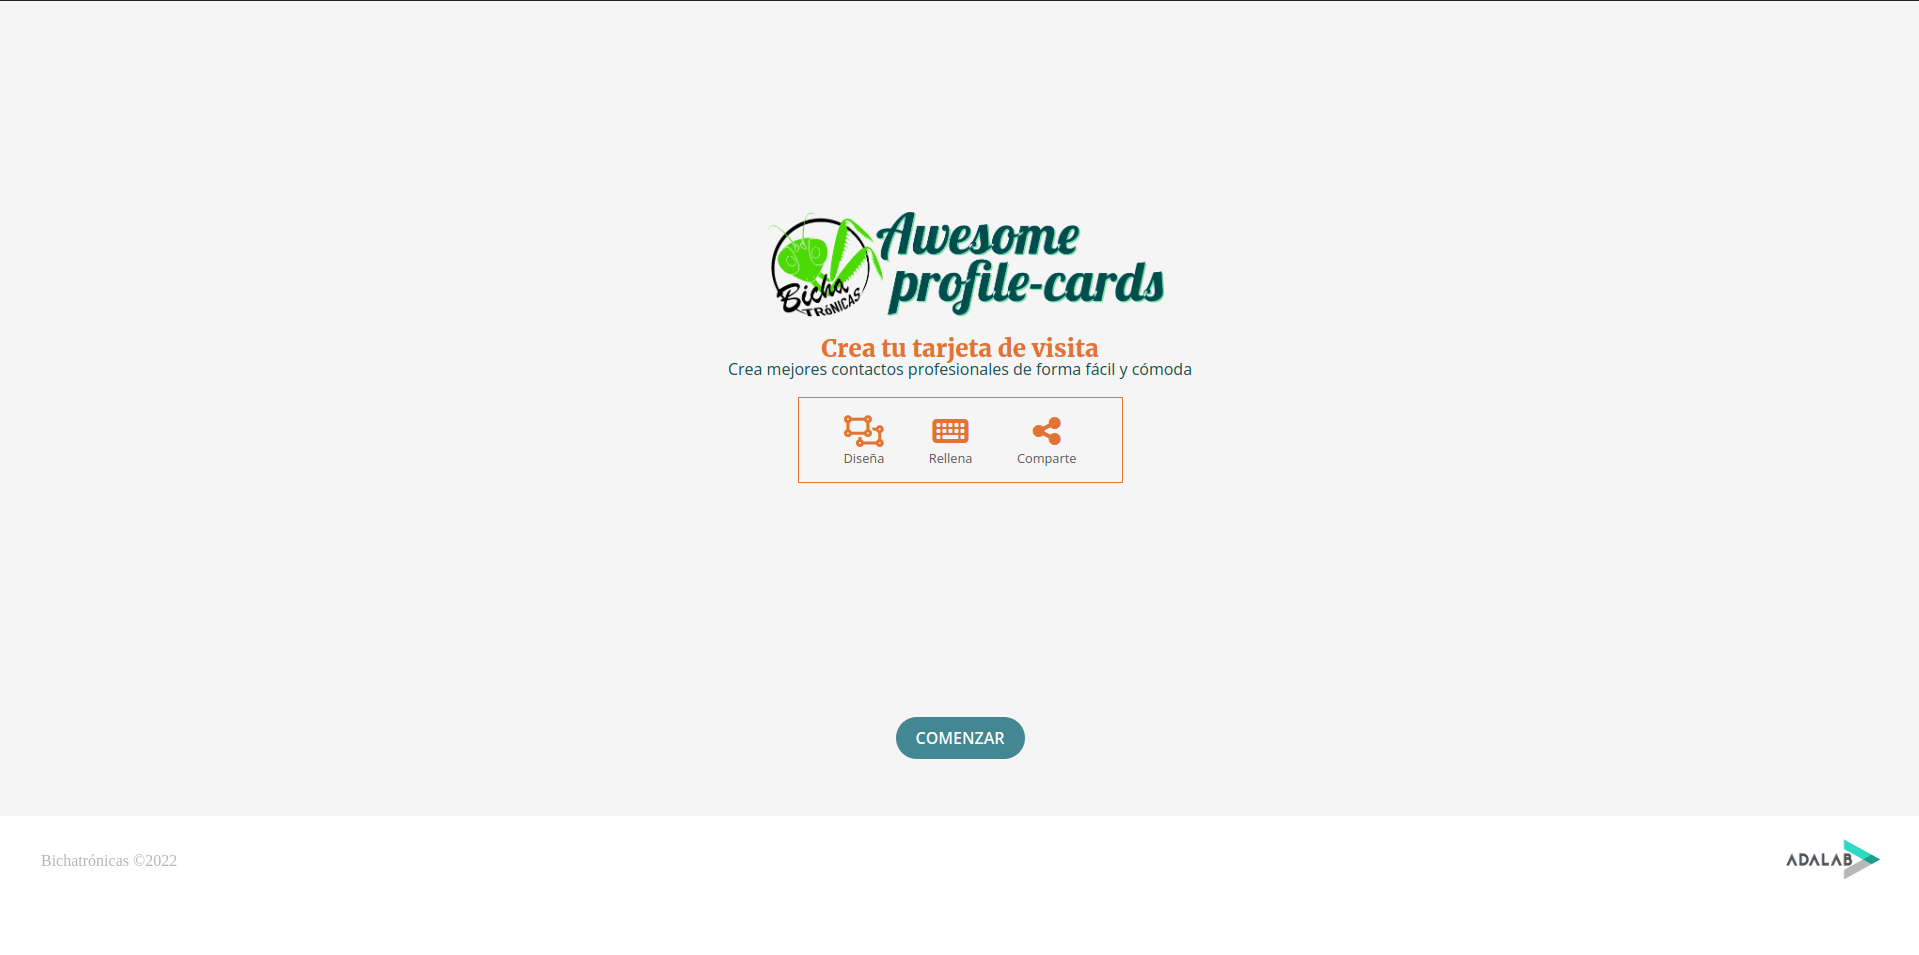 Bicha
TRóNICAS
Awesome
profile-cards
Crea tu tarjeta de visita
Crea mejores contactos profesionales de forma fácil y cómoda
Diseña
Rellena
Comparte
COMENZAR
Bichatrónicas ©2022
ADALAB